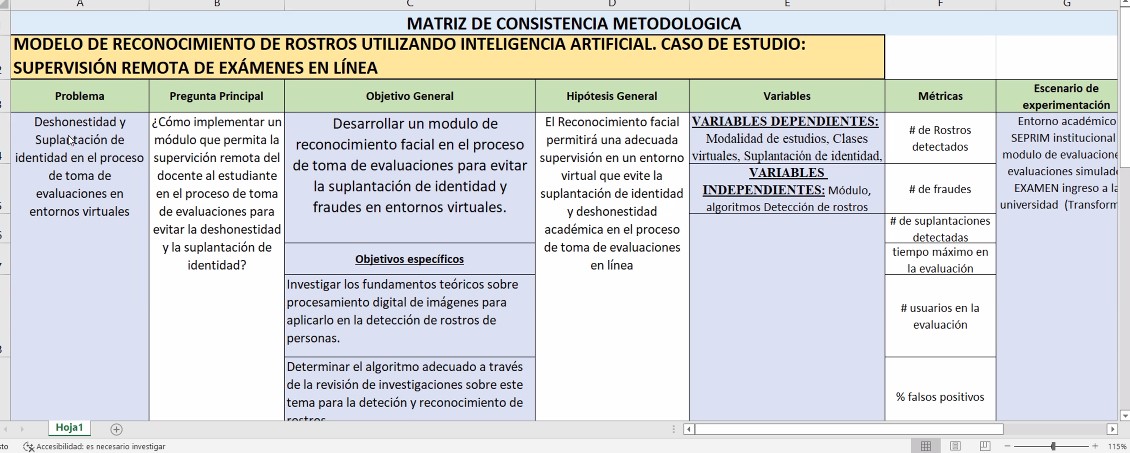 A B C D E F G
MATRIZ DE CONSISTENCIA METODOLOGICA
MODELO DE RECONOCIMIENTO DE ROSTROS UTILIZANDO INTELIGENCIA ARTIFICIAL. CASO DE ESTUDIO:
SUPERVISIÓN REMOTA DE EXÁMENES EN LÍNEA
Problema
Pregunta Principal
Objetivo General
Hipótesis General
Variables
Métricas
Escenario de
experimentación
Deshonestidad y
Suplantación de
identidad en el proceso
de toma de
evaluaciones en
entornos virtuales
¿Cómo implementar un
módulo que permita la
supervición remota del
docente al estudiante
en el proceso de toma
de evaluaciones para
evitar la deshonestidad
y la suplantación de
identidad?
Desarrollar un modulo de
reconocimiento facial en el proceso
de toma de evaluaciones para evitar
la suplantación de identidad y
fraudes en entornos virtuales.
Objetivos específicos
Investigar los fundamentos teóricos sobre
procesamiento digital de imágenes para
aplicarlo en la detección de rostros de
personas.
Determinar el algoritmo adecuado a través
de la revisión de investigaciones sobre este
tema para la deteción y reconocimiento de
rostros
El Reconocimiento facial
permitirá una adecuada
supervisión en un entorno
virtual que evite la
suplantación de identidad
y deshonestidad
académica en el proceso
de toma de evaluaciones
en línea
VARIABLES DEPENDIENTES:
Modalidad de estudios, Clases
virtuales, Suplantación de identidad,
VARIABLES
INDEPENDIENTES: Módulo,
algoritmos Detección de rostros
# de Rostros
detectados
# de fraudes
# de suplantaciones
detectadas
tiempo máximo en
la evaluación
# usuarios en la
evaluación
% falsos positivos
Entorno académico
SEPRIM institucional
modulo de evaluacione
evaluaciones simulad
EXAMEN ingreso a la
universidad (Transform
Hoja1
sto Accesibilidad: es necesario investigar
115%